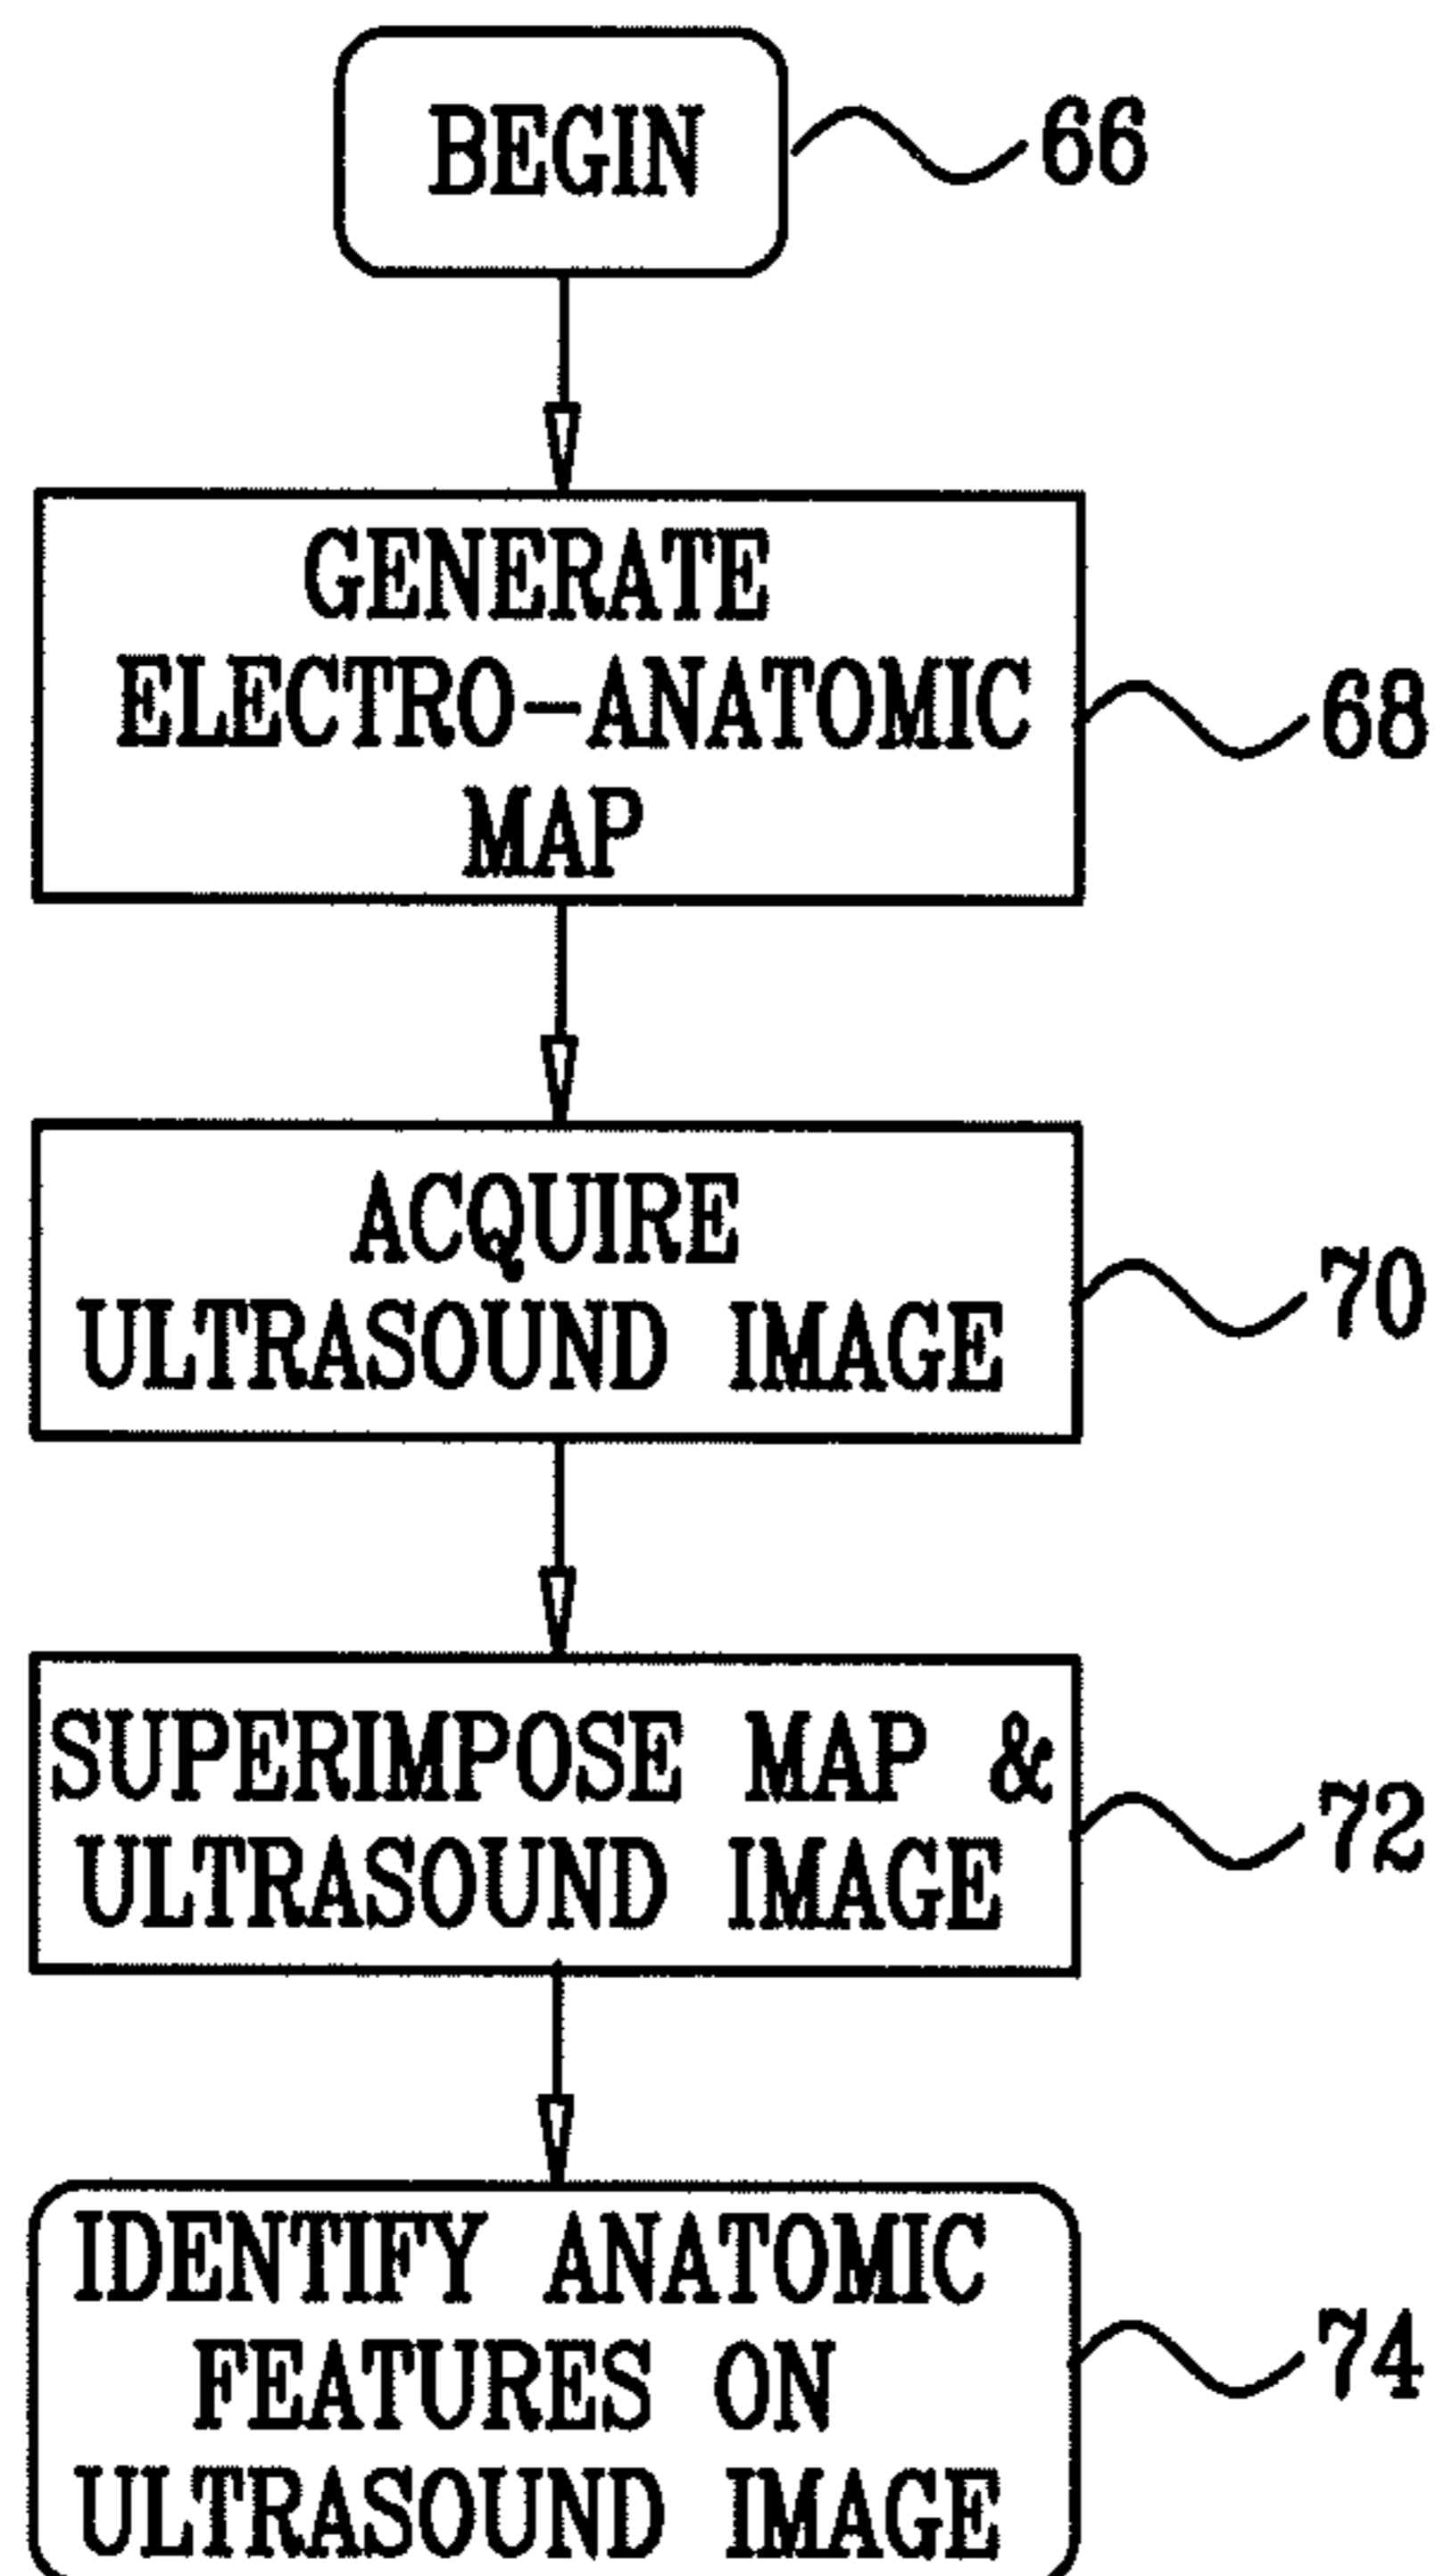 BEGIN
66
GENERATE
ELECTRO-ANATOMIC
MAP
68
ACQUIRE
ULTRASOUND IMAGE
70
SUPERIMPOSE MAP &
ULTRASOUND IMAGE
72
IDENTIFY ANATOMIC
FEATURES ON
ULTRASOUND IMAGE
74